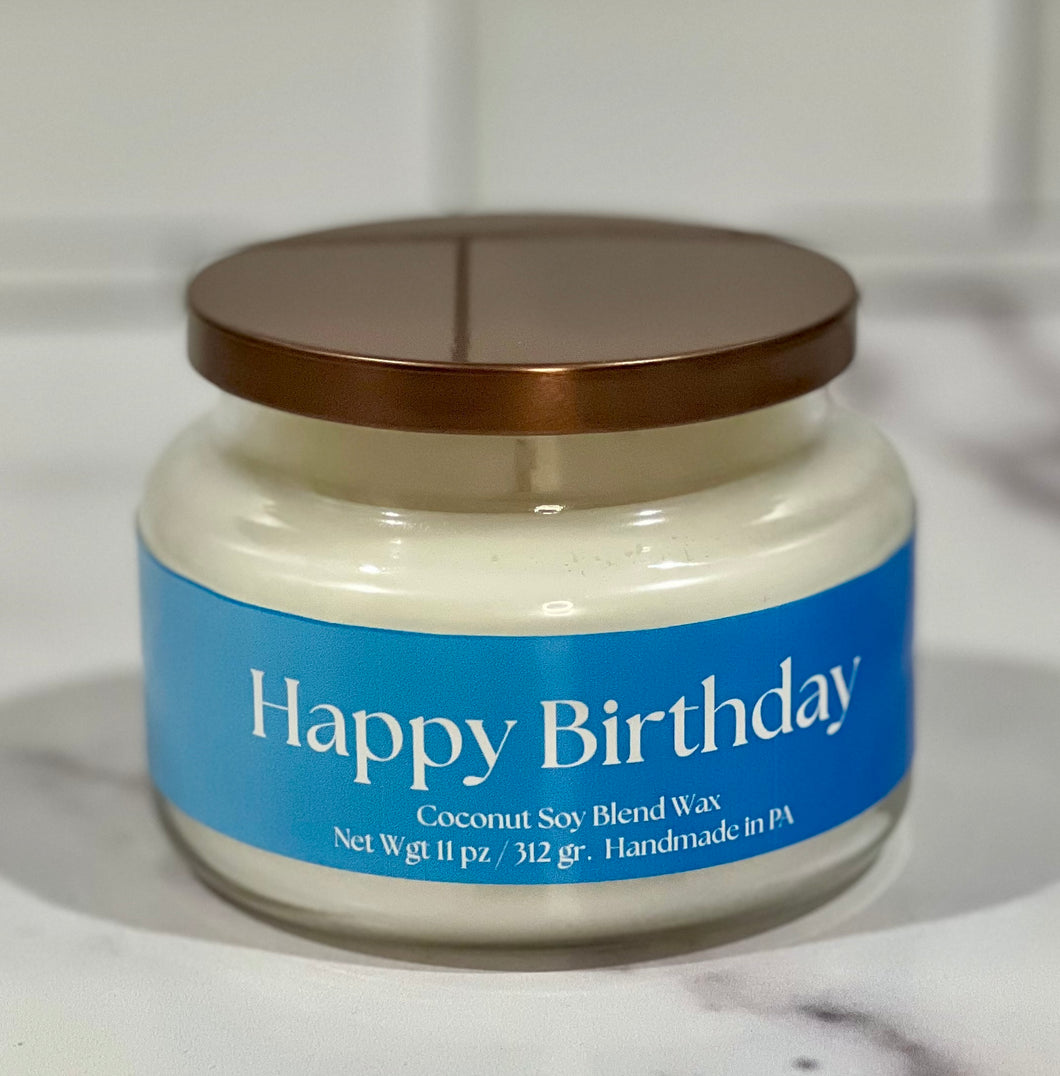 Happy Birthday
Coconut Soy Blend Wax
Net Wgt 11 pz / 312 gr. Handmade in PA